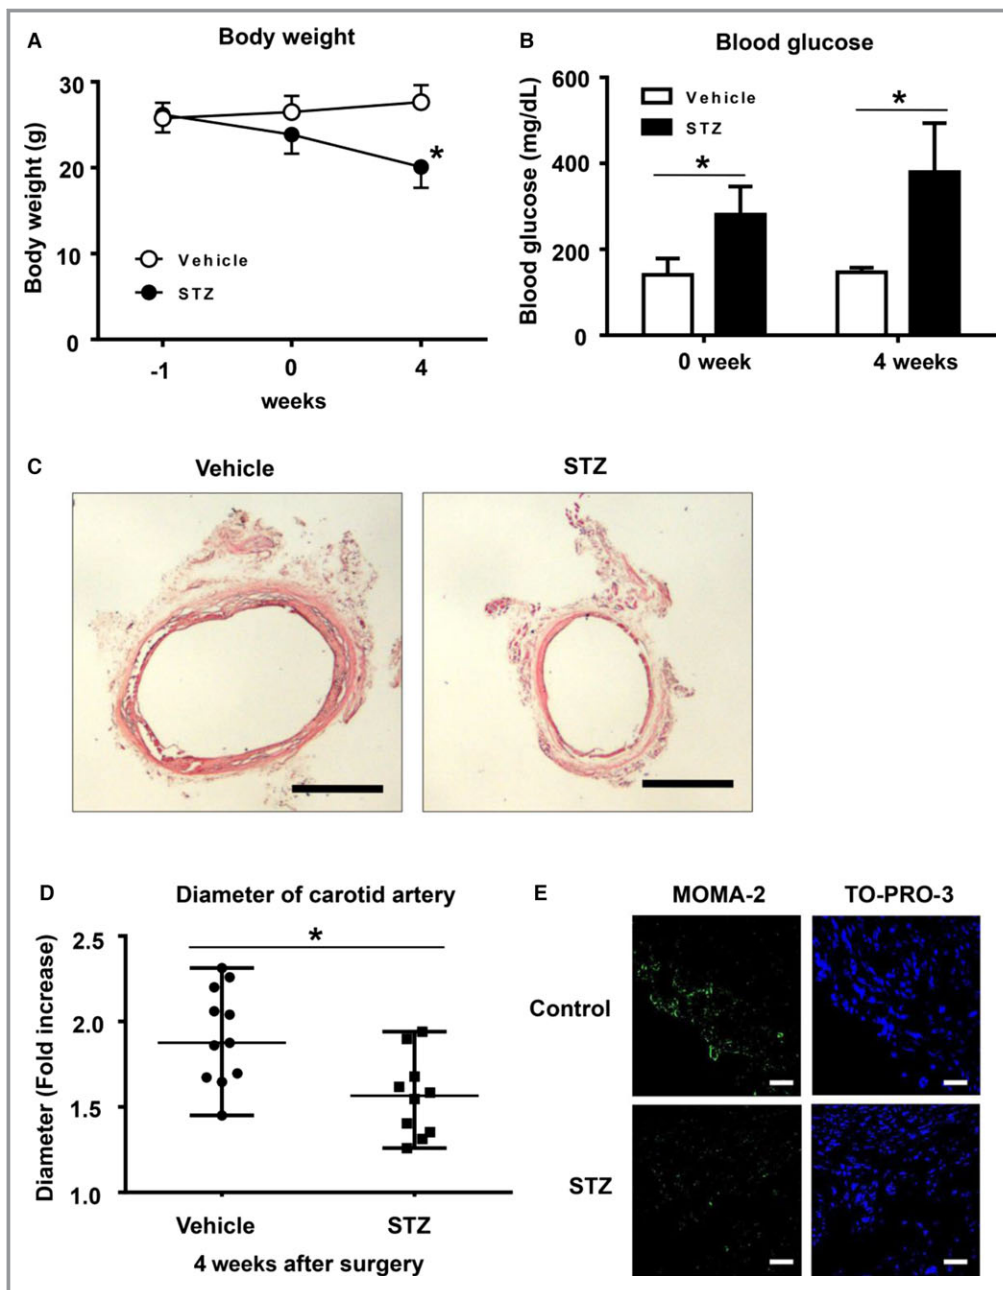 A
Body weight
Body weight (g)
30
20
10
0
-1
0
4
weeks
Vehicle
STZ
*
B
Blood glucose
Blood glucose (mg/dL)
600
400
200
0
Vehicle
STZ
*
*
0 week
4 weeks
C
Vehicle
STZ
D
Diameter of carotid artery
Diameter (Fold increase)
2.5
2.0
1.5
1.0
*
Vehicle
STZ
4 weeks after surgery
E
MOMA-2
TO-PRO-3
Control
STZ